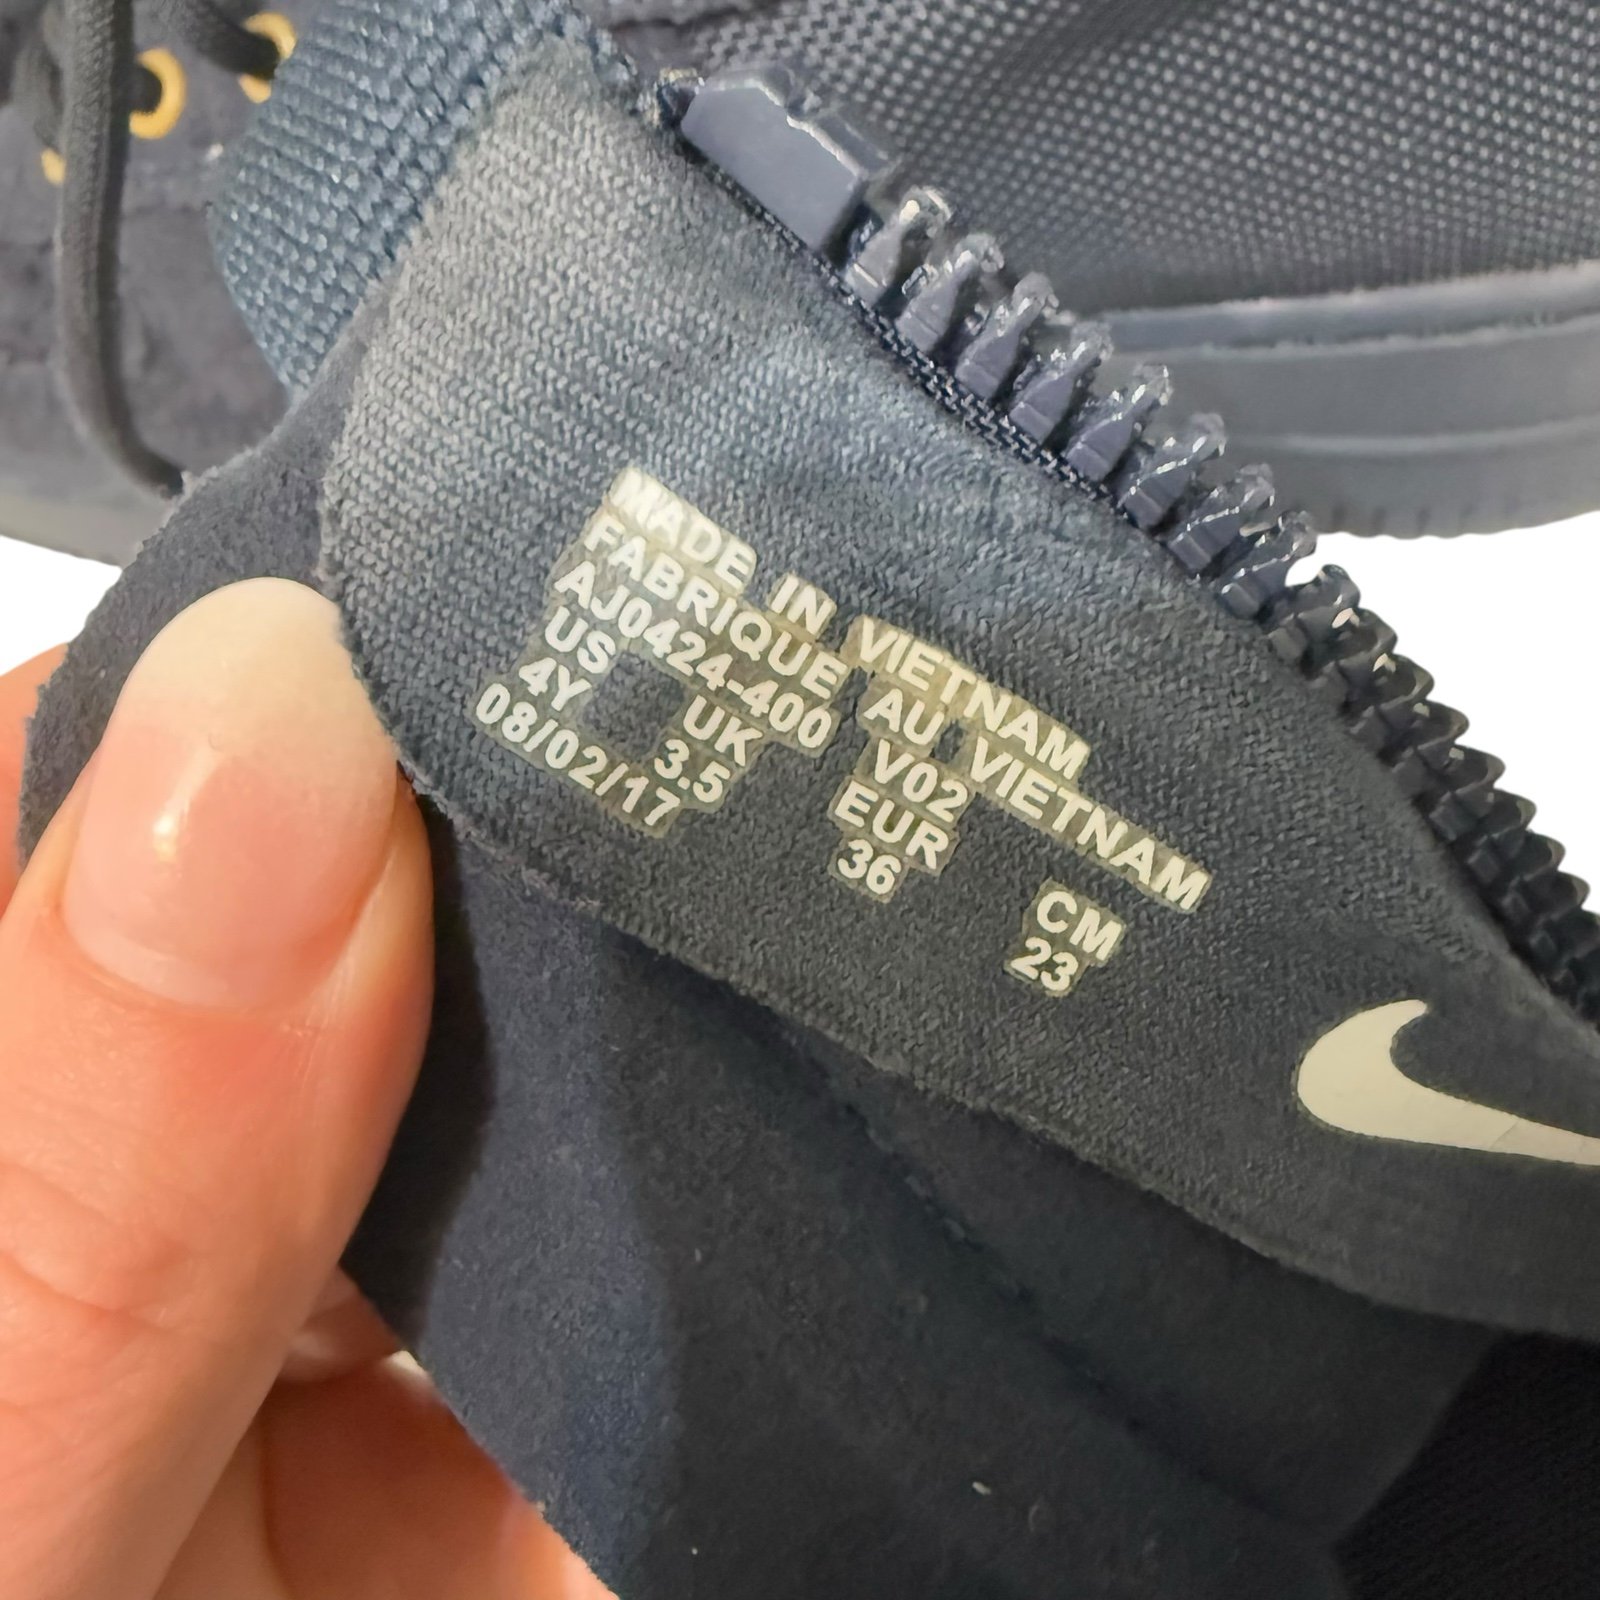 MADE IN VIETNAM
FABRIQUE AU VIETNAM
AJ0424-400 V02
US UK EUR CM
4Y 3.5 36 23
08/02/17